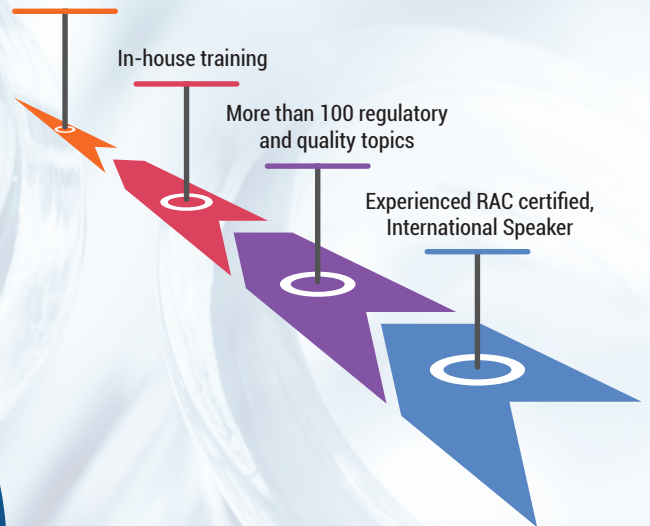 In-house training
More than 100 regulatory
and quality topics
Experienced RAC certified,
International Speaker